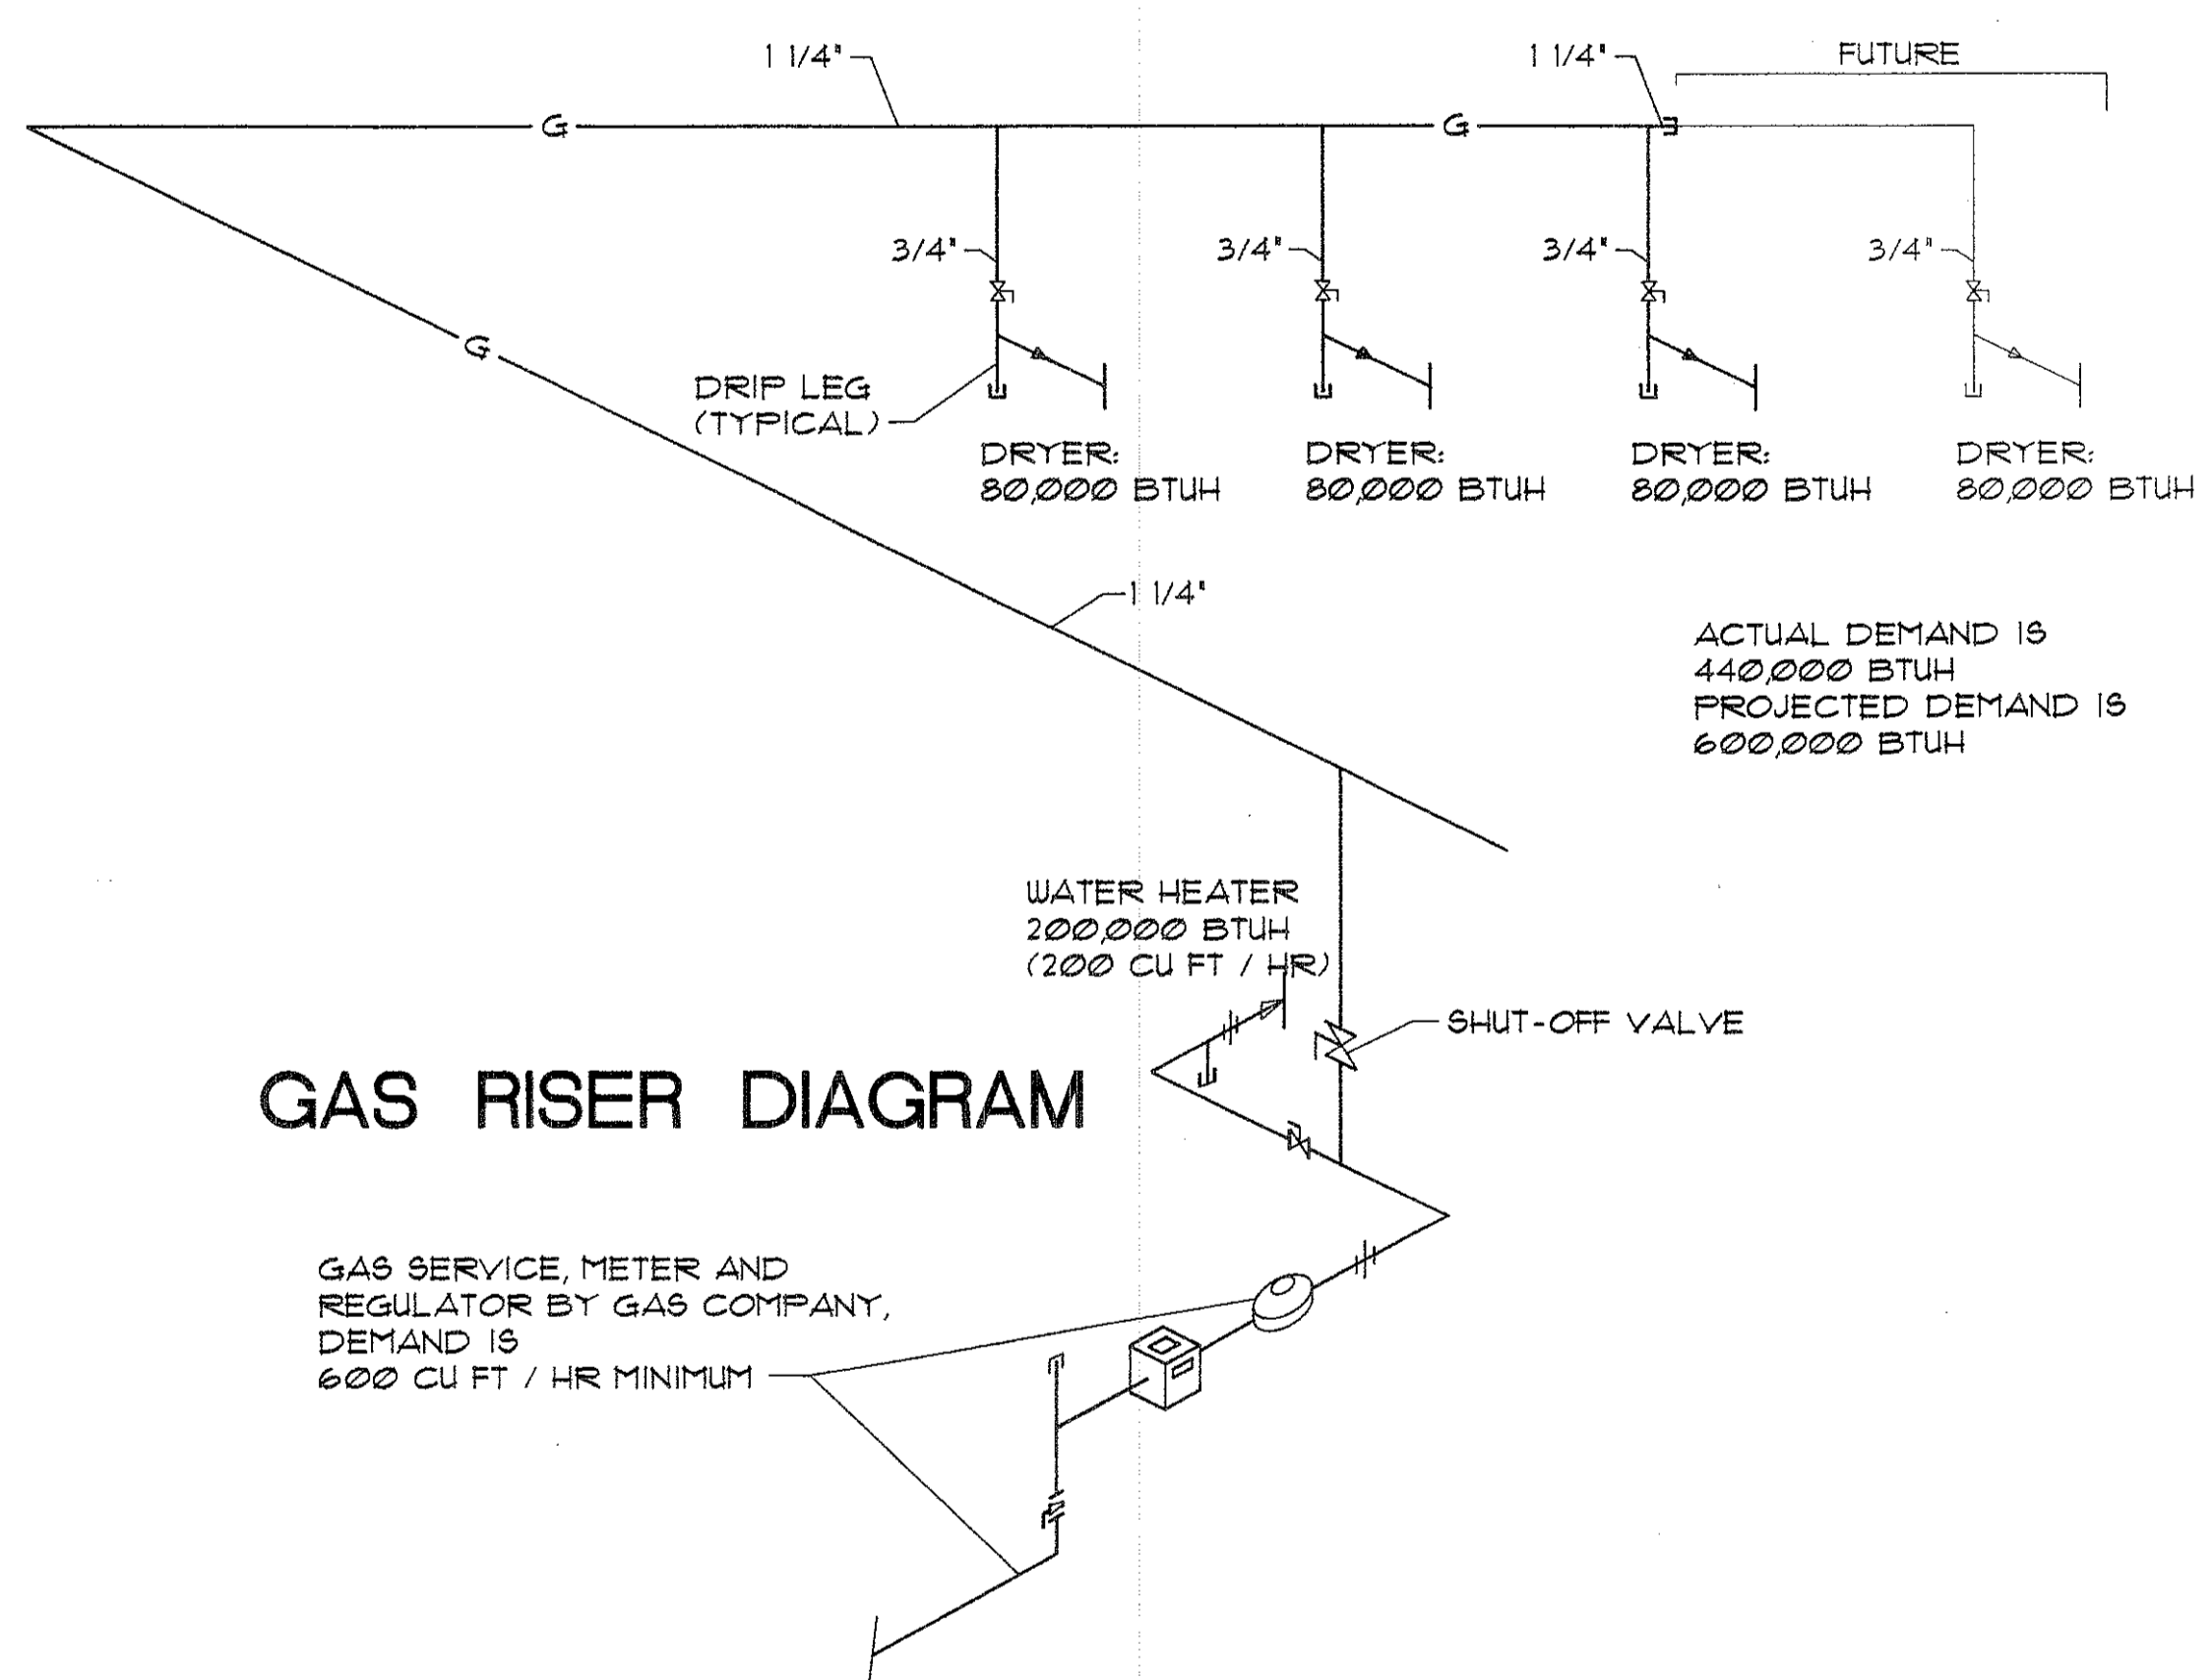 1 1/4"
1 1/4"
FUTURE
G
G
3/4"
3/4"
3/4"
3/4"
G
DRIP LEG
(TYPICAL)
DRYER:
80,000 BTUH
DRYER:
80,000 BTUH
DRYER:
80,000 BTUH
DRYER:
80,000 BTUH
1 1/4"
ACTUAL DEMAND IS
440,000 BTUH
PROJECTED DEMAND IS
600,000 BTUH
WATER HEATER
200,000 BTUH
(200 CU FT / HR)
SHUT-OFF VALVE
GAS RISER DIAGRAM
GAS SERVICE, METER AND
REGULATOR BY GAS COMPANY,
DEMAND IS
600 CU FT / HR MINIMUM